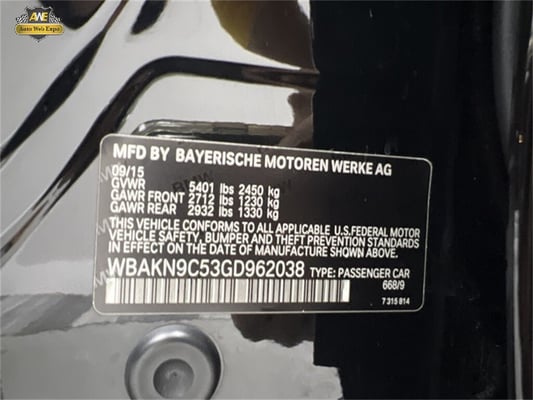 AWE
Auto Web Expo
MFD BY BAYERISCHE MOTOREN WERKE AG
09/15
GVWR 5401 lbs 2450 kg
GAWR FRONT 2712 lbs 1230 kg
GAWR REAR 2932 lbs 1330 kg
THIS VEHICLE CONFORMS TO ALL APPLICABLE U.S.FEDERAL MOTOR
VEHICLE SAFETY, BUMPER, AND THEFT PREVENTION STANDARDS
IN EFFECT ON THE DATE OF MANUFACTURE SHOWN ABOVE.
WBAKN9C53GD962038 TYPE: PASSENGER CAR
668/9
7 315 814